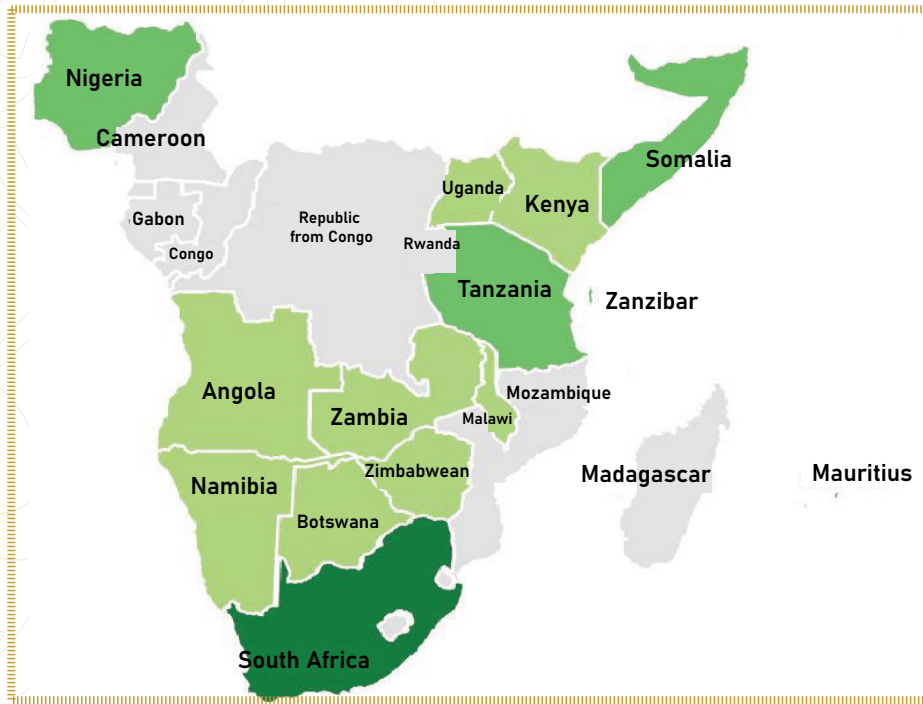 Nigeria
Cameroon
Somalia
Uganda
Kenya
Gabon
Republic
from Congo
Rwanda
Congo
Tanzania
Zanzibar
Angola
Mozambique
Zambia
Malawi
Zimbabwean
Madagascar
Mauritius
Namibia
Botswana
South Africa